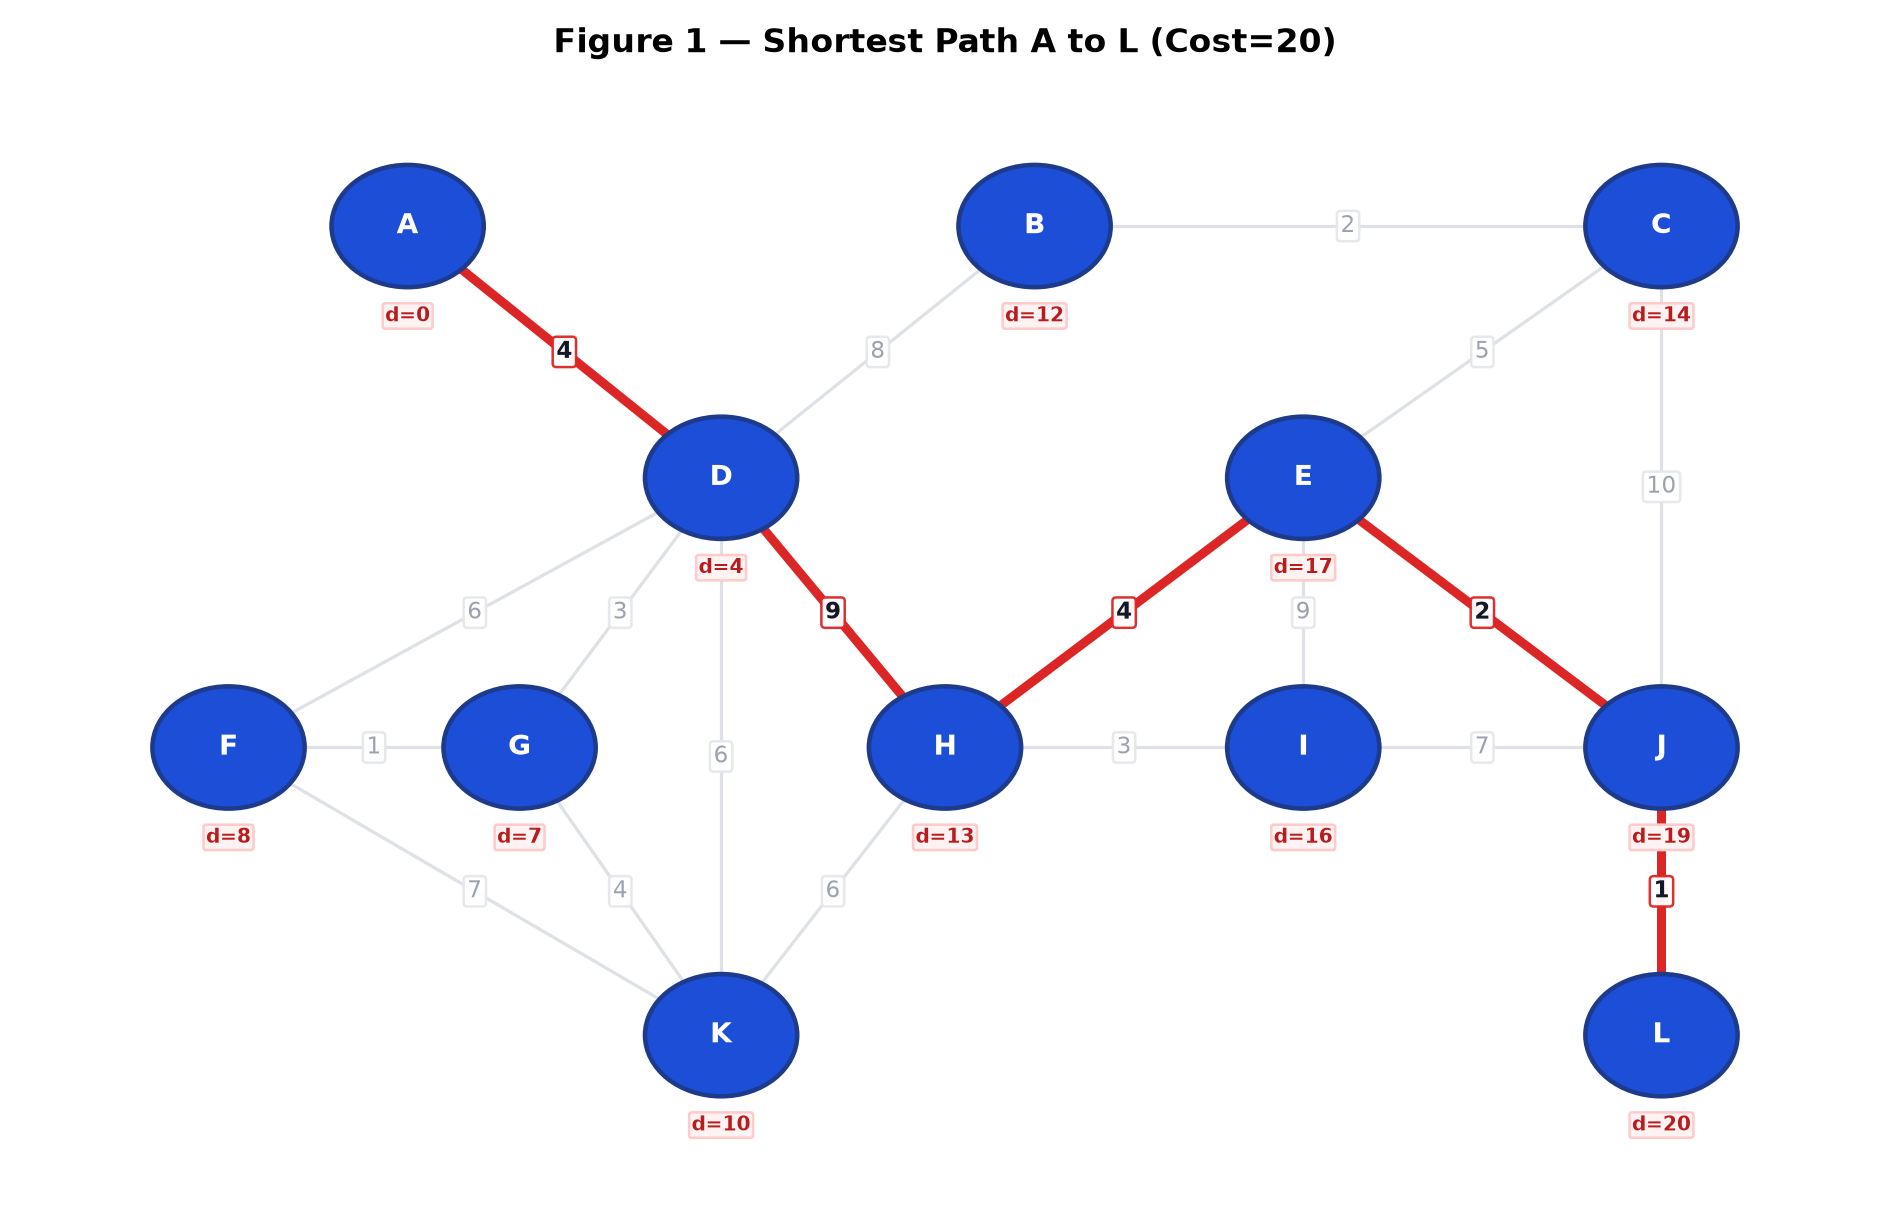 Figure 1 — Shortest Path A to L (Cost=20)
A
B
2
C
d=0
d=12
d=14
4
8
5
D
E
10
d=4
d=17
6
3
9
4
9
2
F
1
G
6
H
3
I
7
J
d=8
d=7
d=13
d=16
d=19
7
4
6
1
K
L
d=10
d=20